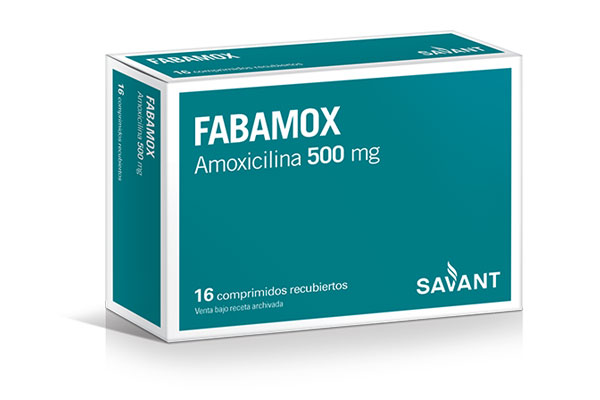 FABAMOX
16 comprimidos recubiertos
SAVANT
FABAMOX
Amoxicilina 500 mg
16 comprimidos recubiertos
FABAMOX
Amoxicilina 500 mg
16 comprimidos recubiertos
Venta bajo receta archivada
SAVANT